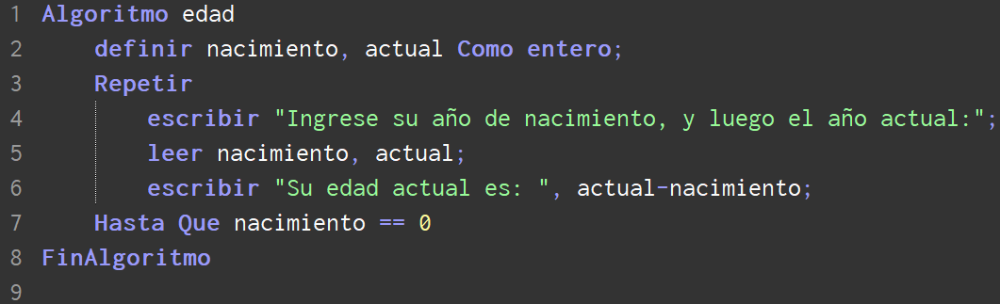 1 Algoritmo edad
2 definir nacimiento, actual Como entero;
3 Repetir
4 escribir "Ingrese su año de nacimiento, y luego el año actual:";
5 leer nacimiento, actual;
6 escribir "Su edad actual es: ", actual-nacimiento;
7 Hasta Que nacimiento == 0
8 FinAlgoritmo
9